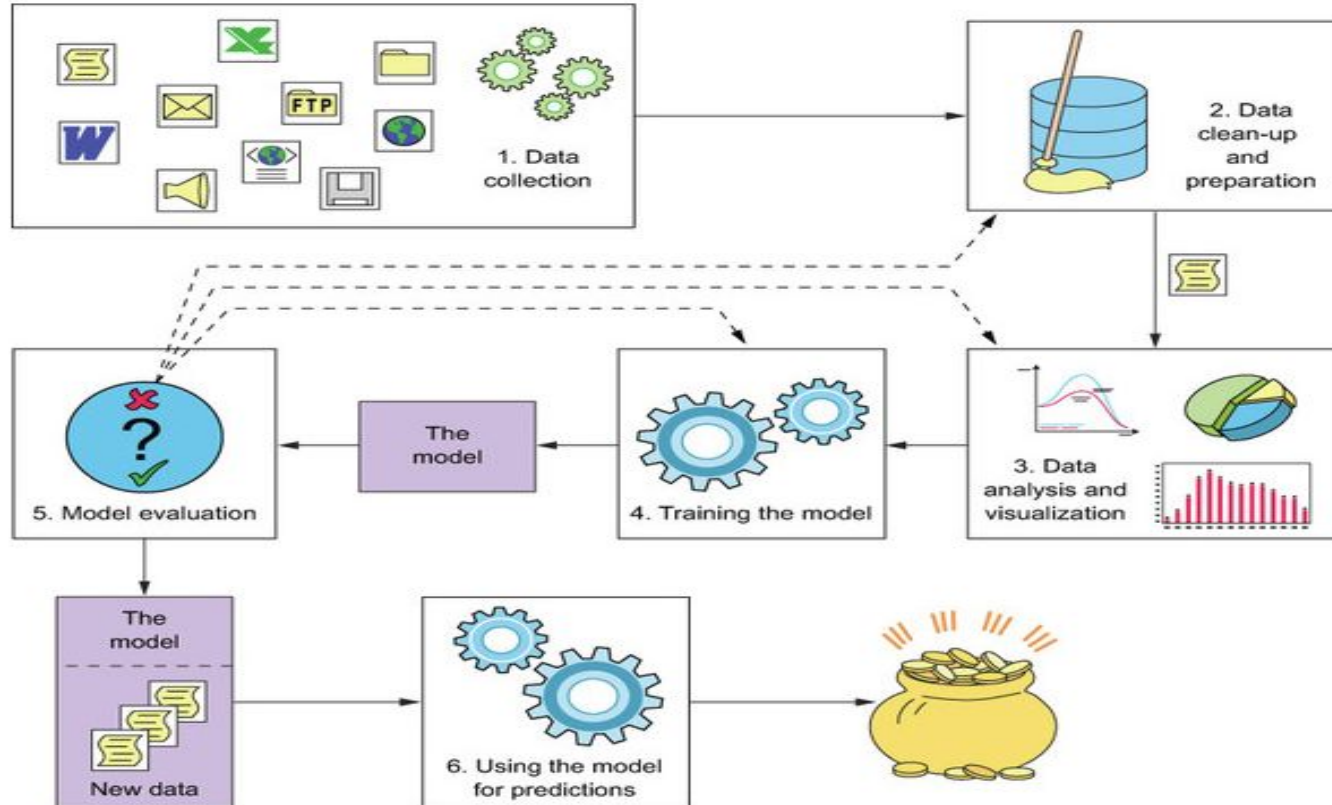 FTP
W
1. Data
collection
2. Data
clean-up
and
preparation
The
model
5. Model evaluation
4. Training the model
3. Data
analysis and
visualization
The
model
New data
6. Using the model
for predictions